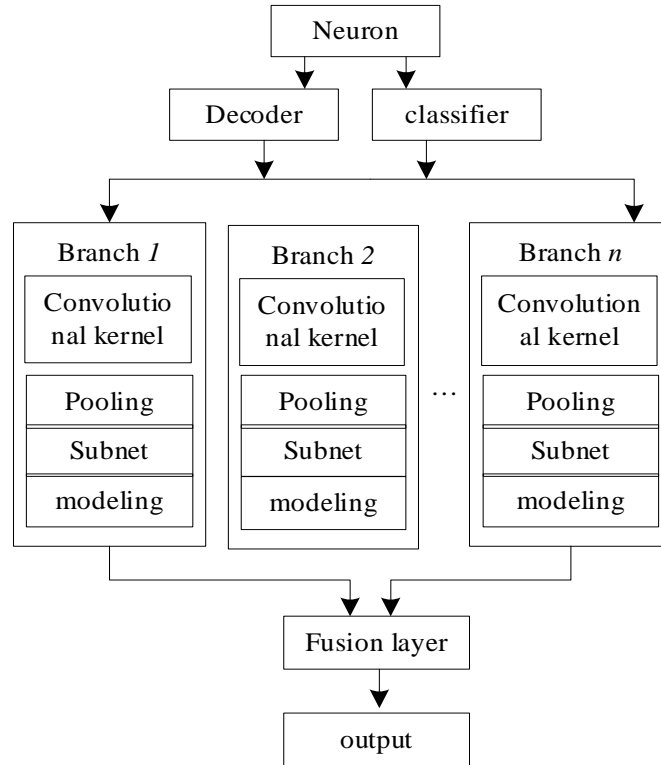 Neuron
Decoder
classifier
Branch 1
Convolutio
nal kernel
Pooling
Subnet
modeling
Branch 2
Convolutio
nal kernel
Pooling
Subnet
modeling
...
Branch n
Convolution
al kernel
Pooling
Subnet
modeling
Fusion layer
output